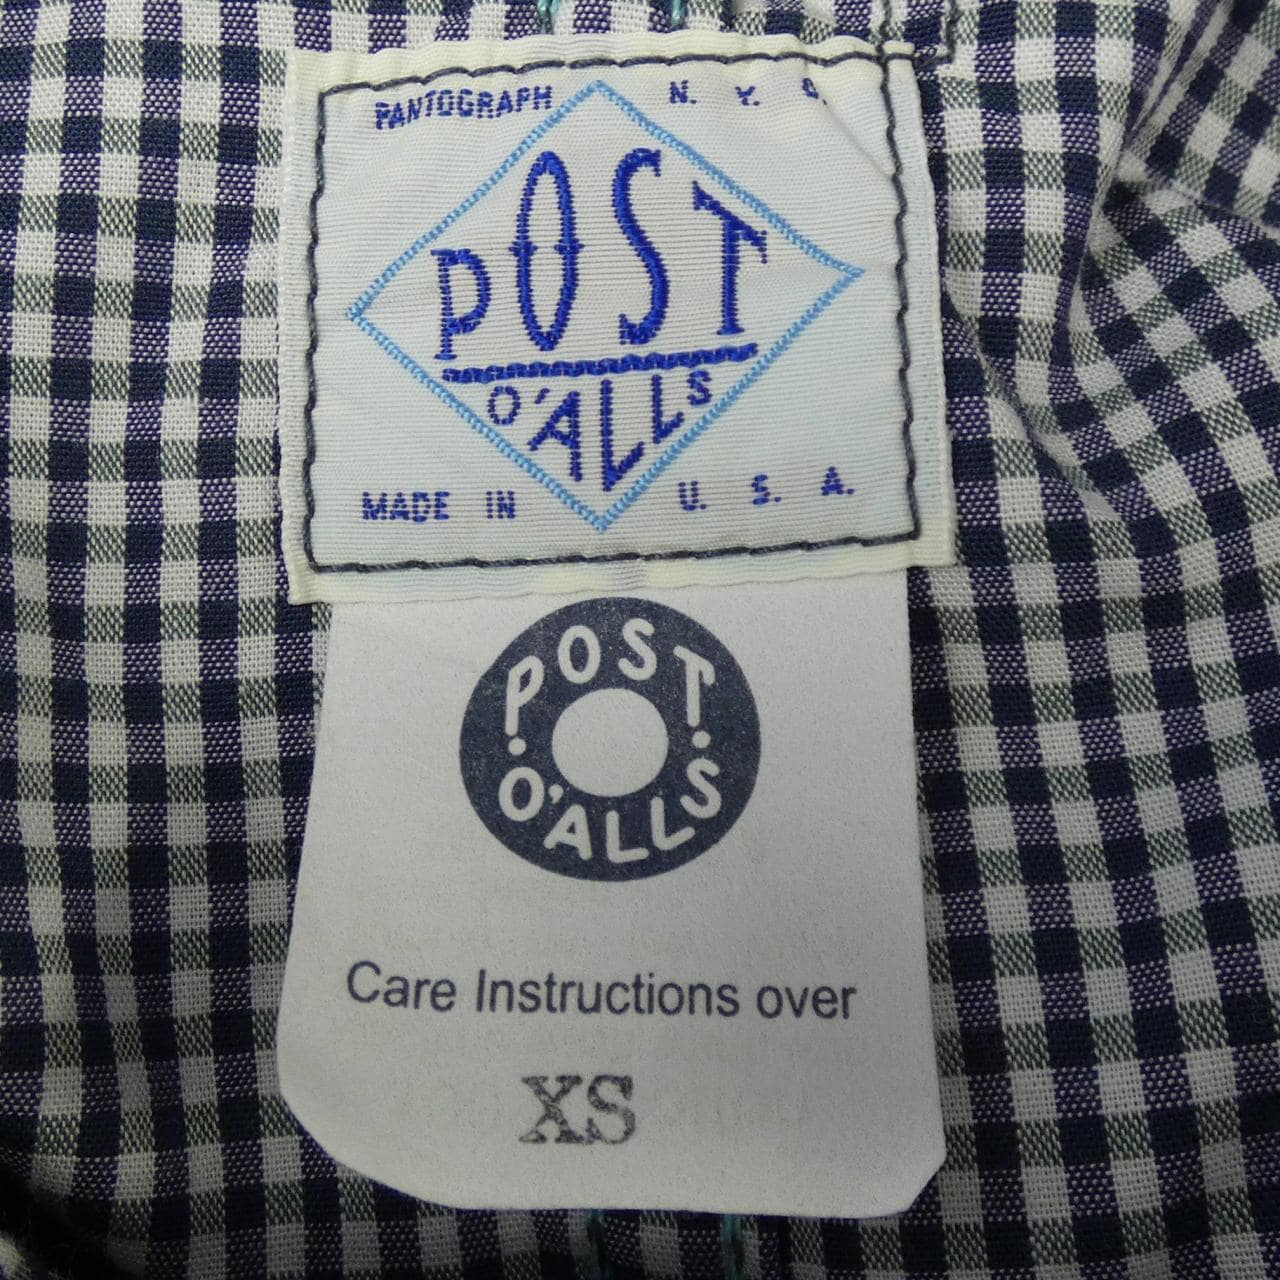 PANTOGRAPH N. Y. C.
POST
O'ALLS
MADE IN U. S. A.
POST
O'ALLS
Care Instructions over
XS